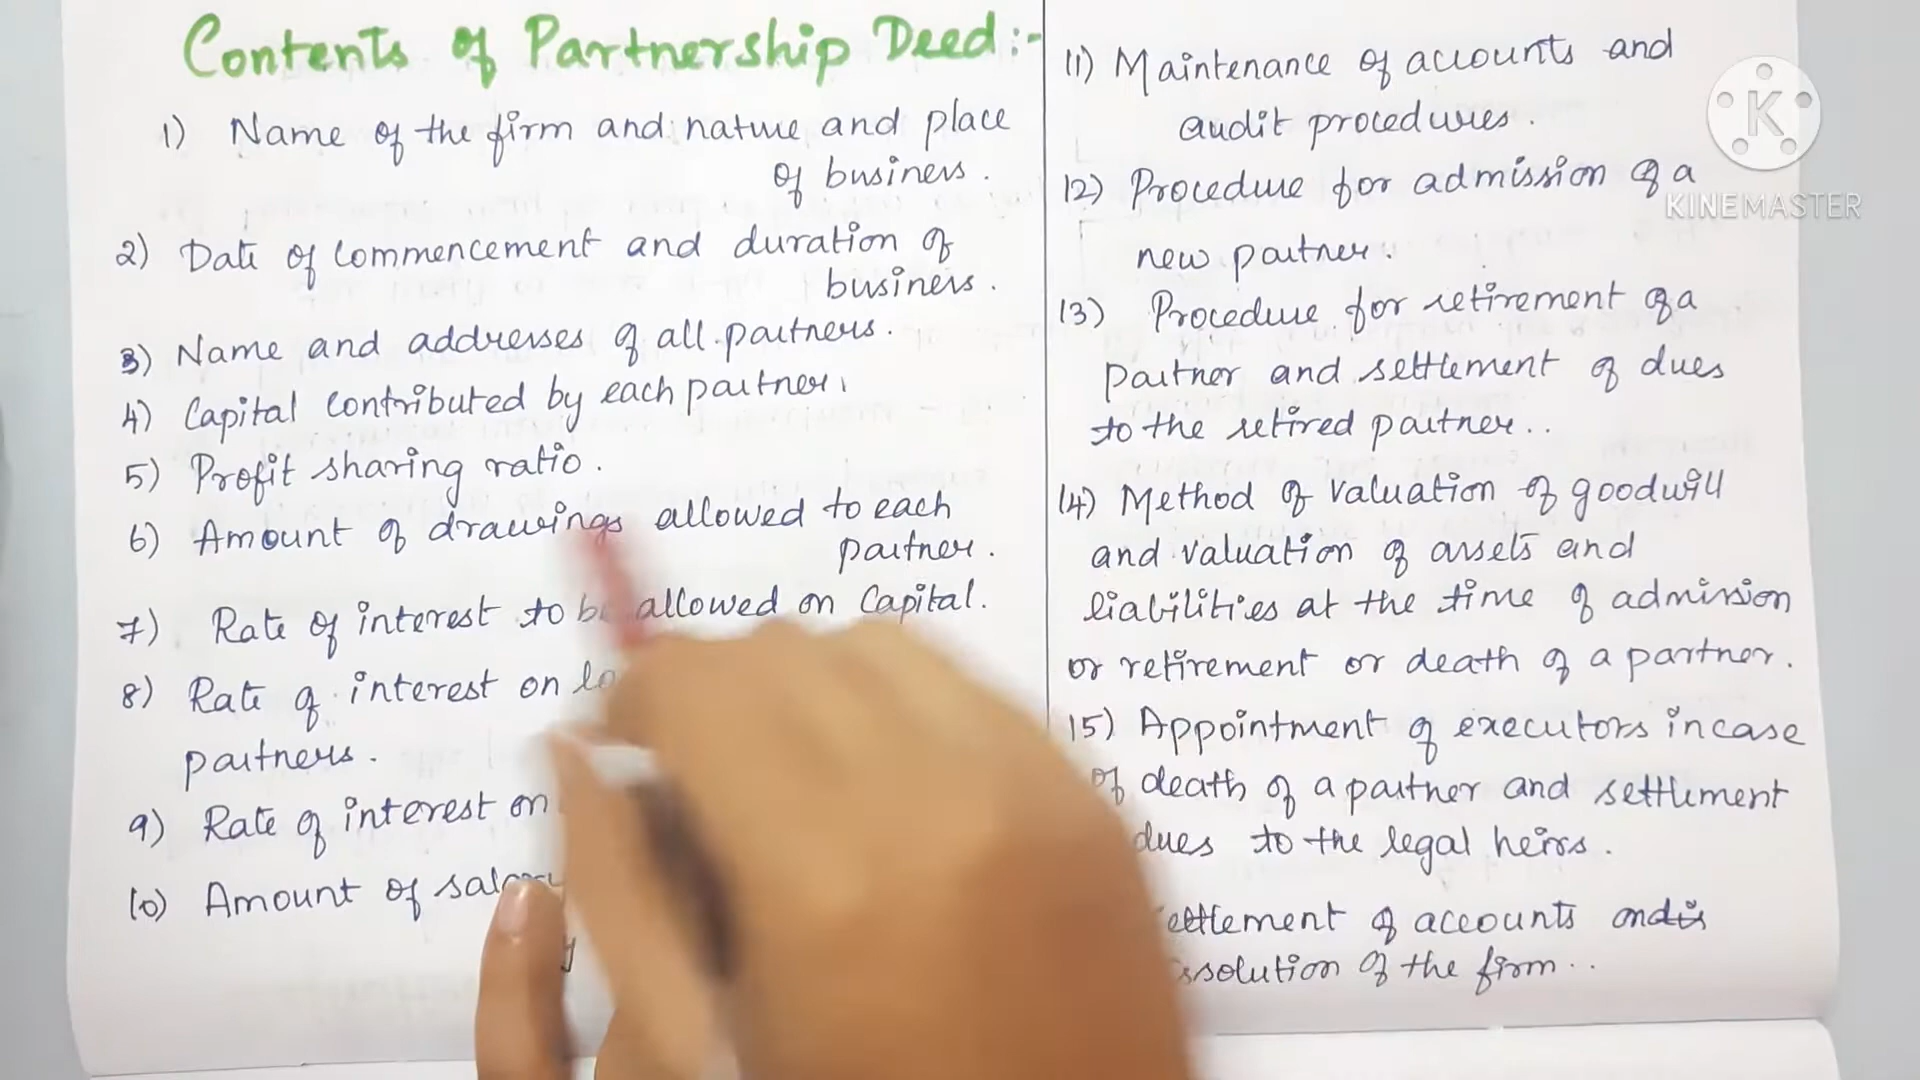 Contents of Partnership Deed:-
1) Name of the firm and nature and place
of business.
2) Date of commencement and duration of
business.
3) Name and addresses of all partners.
4) Capital contributed by each partner.
5) Profit sharing ratio.
6) Amount of drawings allowed to each
partner.
7) Rate of interest to be allowed on Capital.
8) Rate of interest on
partners.
9) Rate of interest on
10) Amount of salary
11) Maintenance of accounts and
audit procedures.
12) Procedure for admission of a
new partner.
13) Procedure for retirement of a
partner and settlement of dues
to the retired partner..
14) Method of valuation of goodwill
and valuation of assets and
liabilities at the time of admission
or retirement or death of a partner.
15) Appointment of executors incase
of death of a partner and settlement
dues to the legal heirs.
ettlement of accounts
ssolution of the firm..
K
KINEMASTER